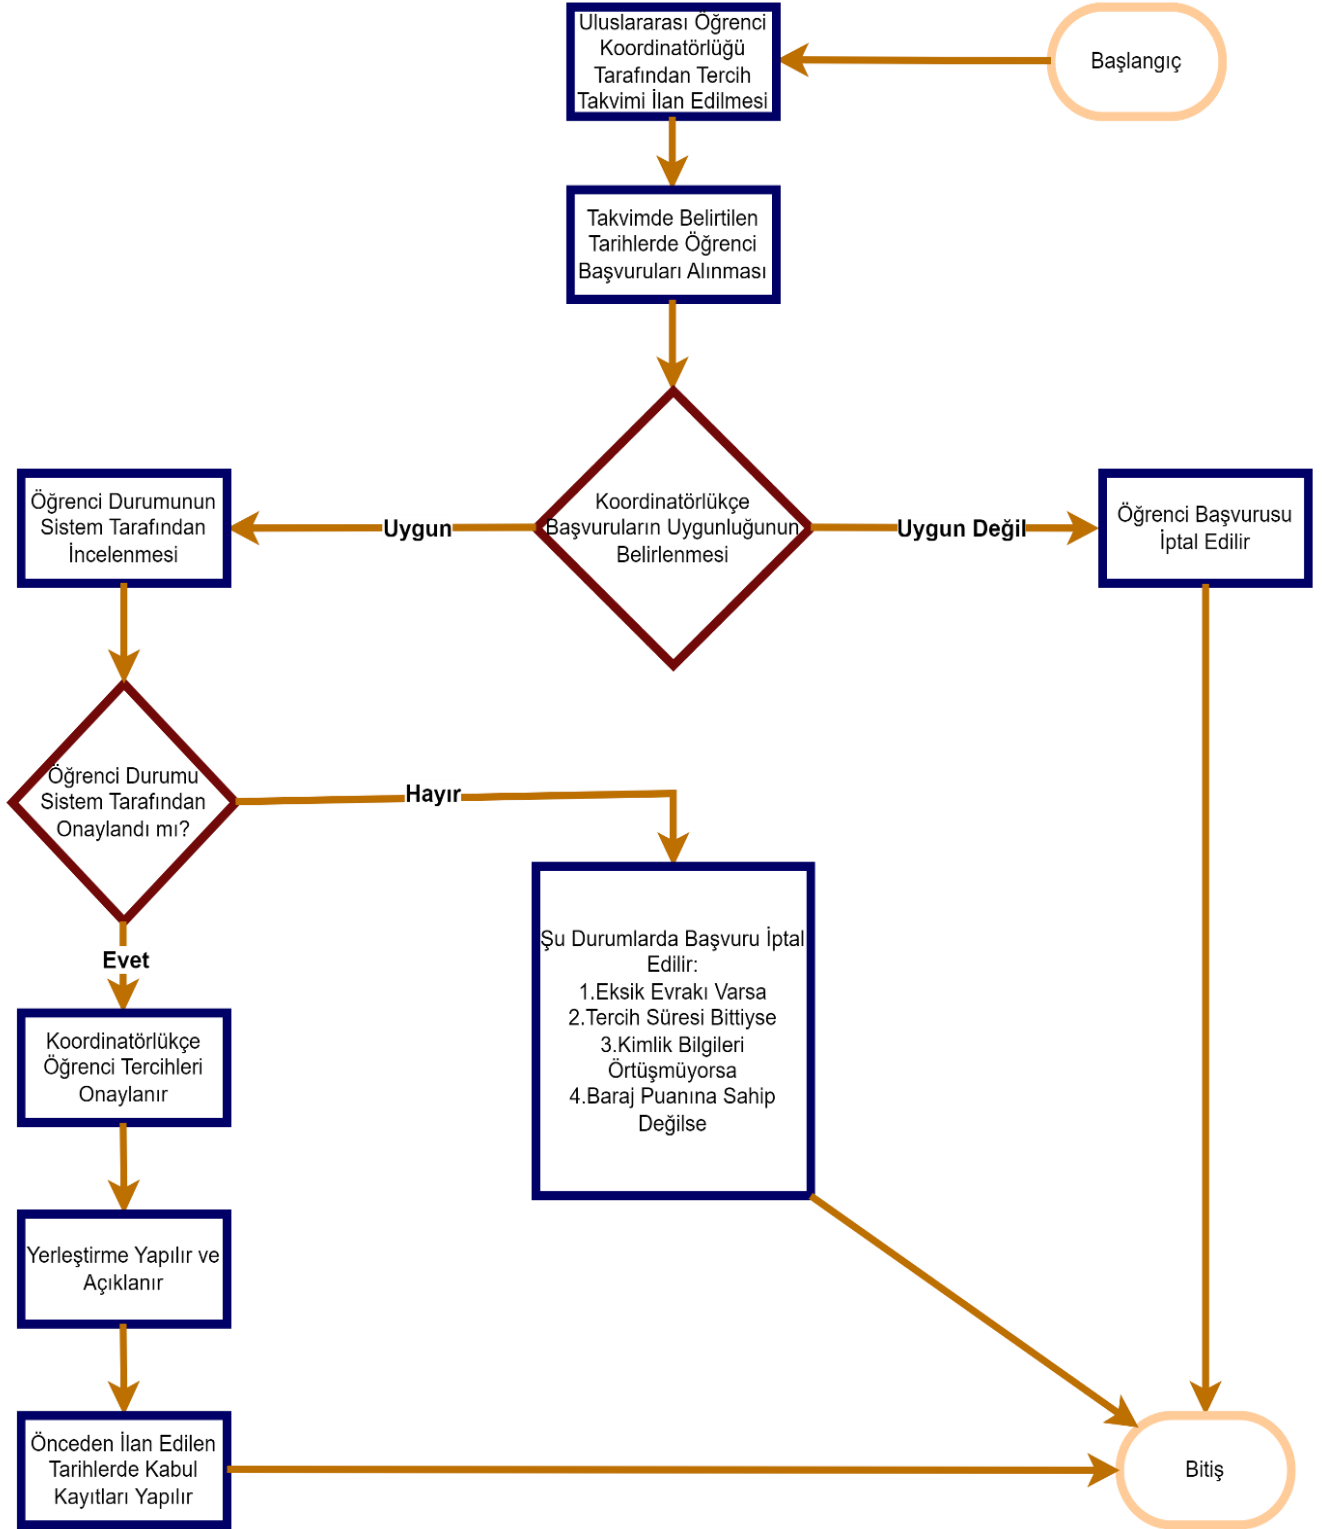 Uluslararası Öğrenci
Koordinatörlüğü
Tarafından Tercih
Takvimi İlan Edilmesi
Başlangıç
Takvimde Belirtilen
Tarihlerde Öğrenci
Başvuruları Alınması
Koordinatörlükçe
Başvuruların Uygunluğunun
Belirlenmesi
Uygun
Uygun Değil
Öğrenci Durumunun
Sistem Tarafından
İncelenmesi
Öğrenci Başvurusu
İptal Edilir
Öğrenci Durumu
Sistem Tarafından
Onaylandı mı?
Hayır
Evet
Şu Durumlarda Başvuru İptal
Edilir:
1.Eksik Evrakı Varsa
2.Tercih Süresi Bittiyse
3.Kimlik Bilgileri
Örtüşmüyorsa
4.Baraj Puanına Sahip
Değilse
Koordinatörlükçe
Öğrenci Tercihleri
Onaylanır
Yerleştirme Yapılır ve
Açıklanır
Önceden İlan Edilen
Tarihlerde Kabul
Kayıtları Yapılır
Bitiş